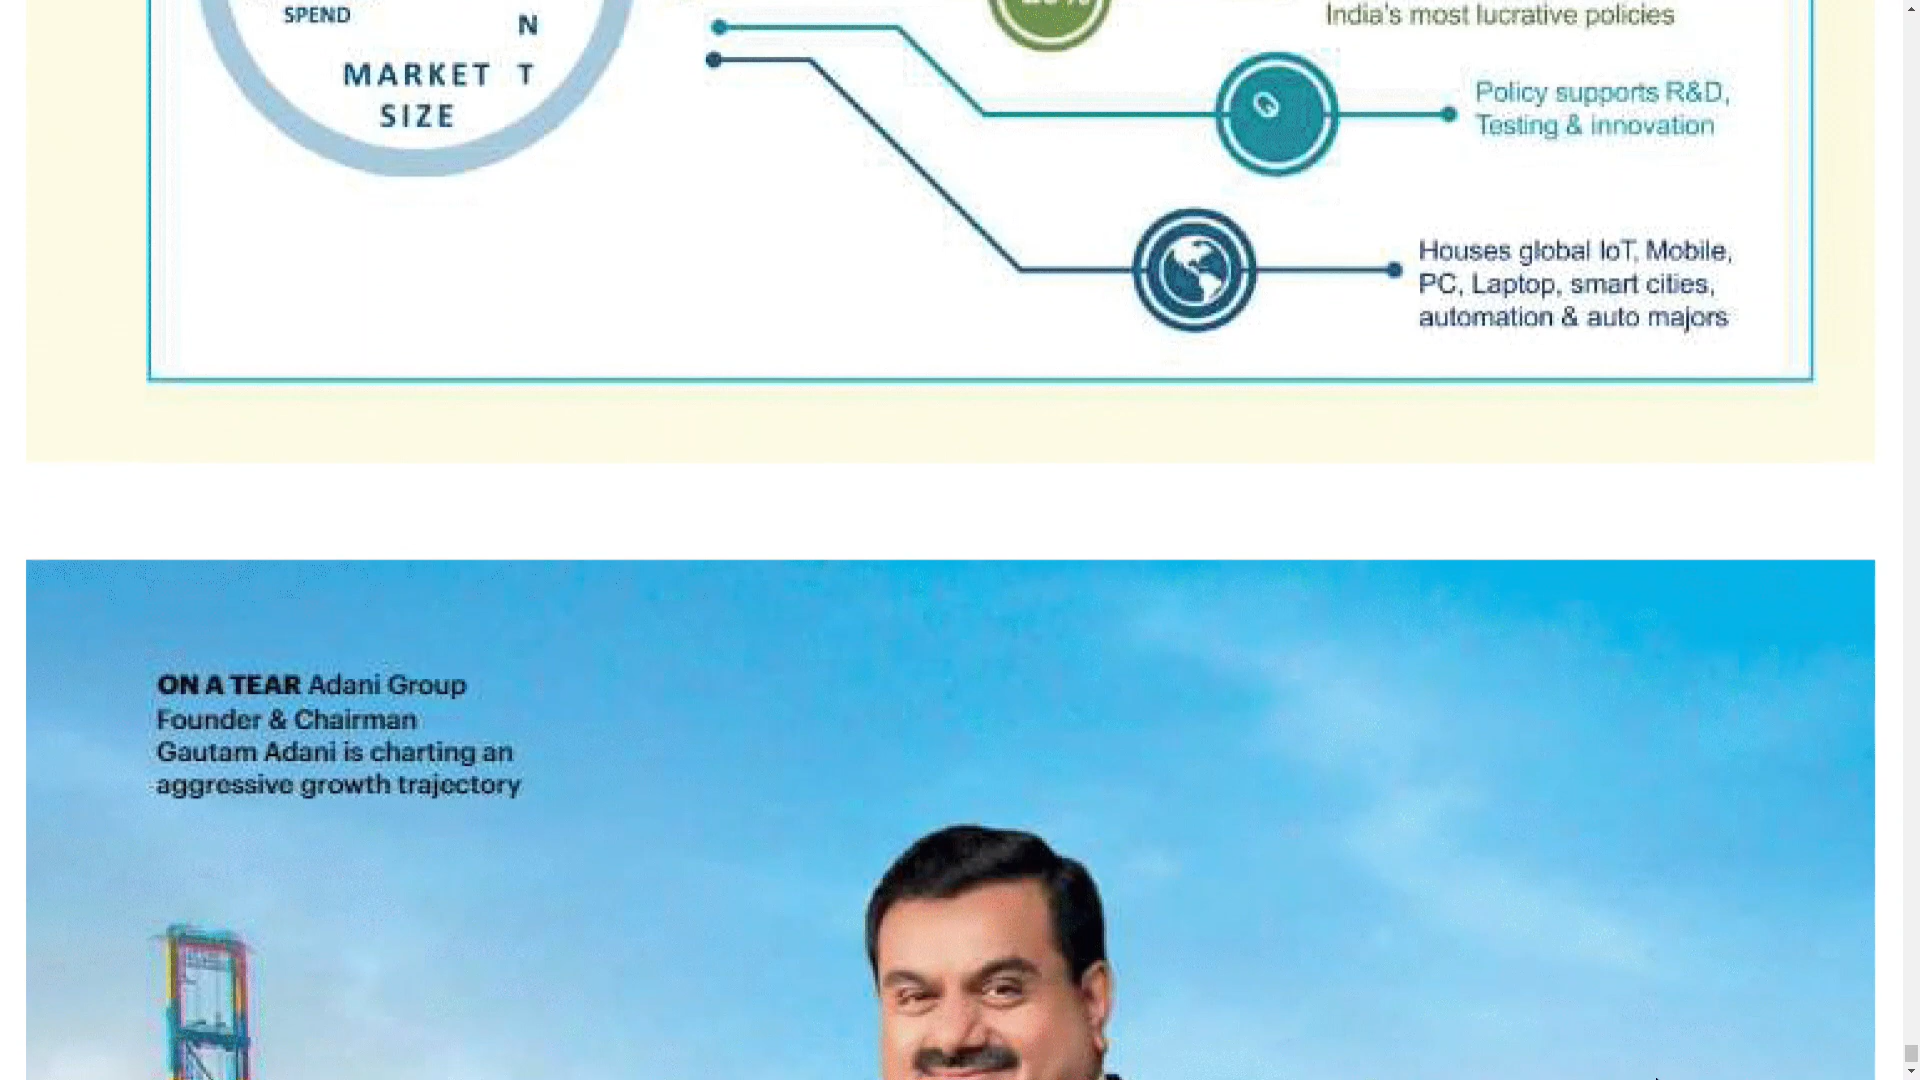 SPEND
N
MARKET T
SIZE
India's most lucrative policies
Policy supports R&D,
Testing & innovation
Houses global IoT, Mobile,
PC, Laptop, smart cities,
automation & auto majors
ON A TEAR Adani Group
Founder & Chairman
Gautam Adani is charting an
aggressive growth trajectory